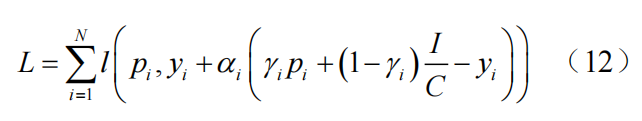 L = \sum_{i=1}^{N} l\left( p_i, y_i + \alpha_i \left( \gamma_i p_i + (1 - \gamma_i) \frac{I}{C} - y_i \right) \right) （12）